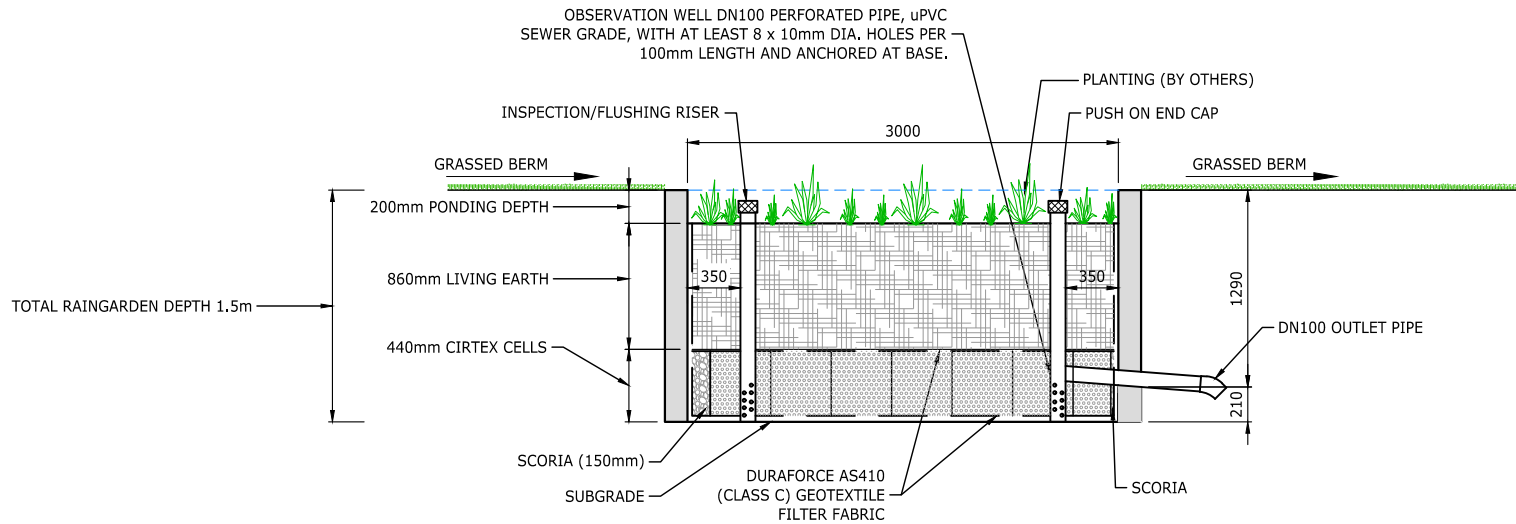 OBSERVATION WELL DN100 PERFORATED PIPE, uPVC
SEWER GRADE, WITH AT LEAST 8 x 10mm DIA. HOLES PER
100mm LENGTH AND ANCHORED AT BASE.
PLANTING (BY OTHERS)
INSPECTION/FLUSHING RISER
PUSH ON END CAP
3000
GRASSED BERM
GRASSED BERM
200mm PONDING DEPTH
860mm LIVING EARTH
350
350
1290
TOTAL RAINGARDEN DEPTH 1.5m
DN100 OUTLET PIPE
440mm CIRTEX CELLS
210
SCORIA (150mm)
SUBGRADE
DURAFORCE AS410
(CLASS C) GEOTEXTILE
FILTER FABRIC
SCORIA